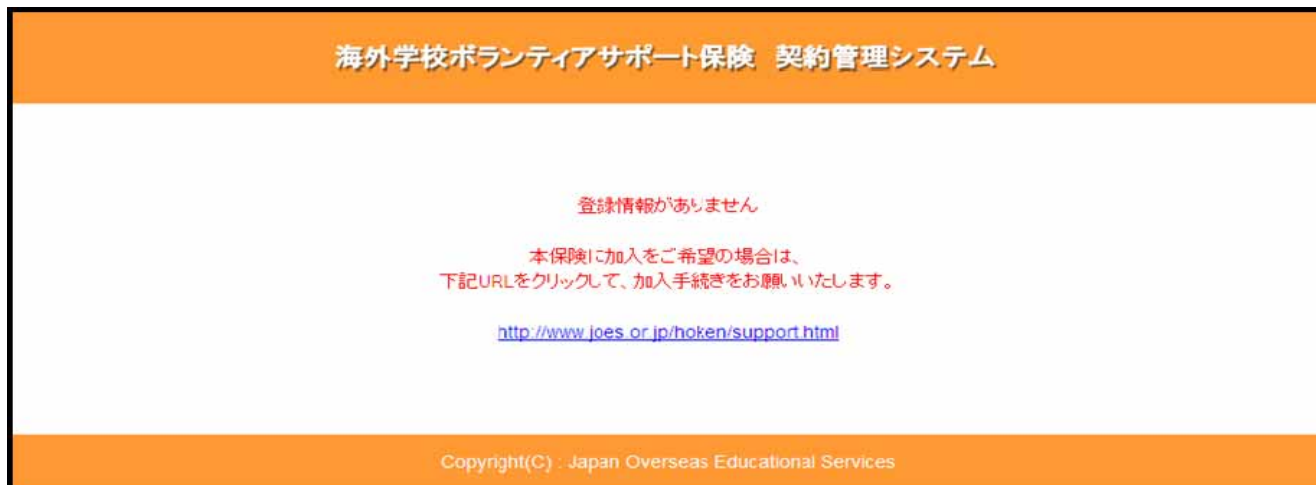 海外学校ボランティアサポート保険 契約管理システム
登録情報がありません
本保険に加入をご希望の場合は、
下記URLをクリックして、加入手続きをお願いいたします。
http://www.joes.or.jp/hoken/support.html
Copyright(C) : Japan Overseas Educational Services